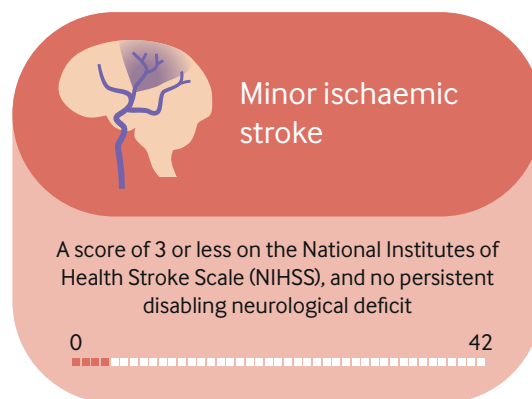 Minor ischaemic
stroke
A score of 3 or less on the National Institutes of
Health Stroke Scale (NIHSS), and no persistent
disabling neurological deficit
0 42